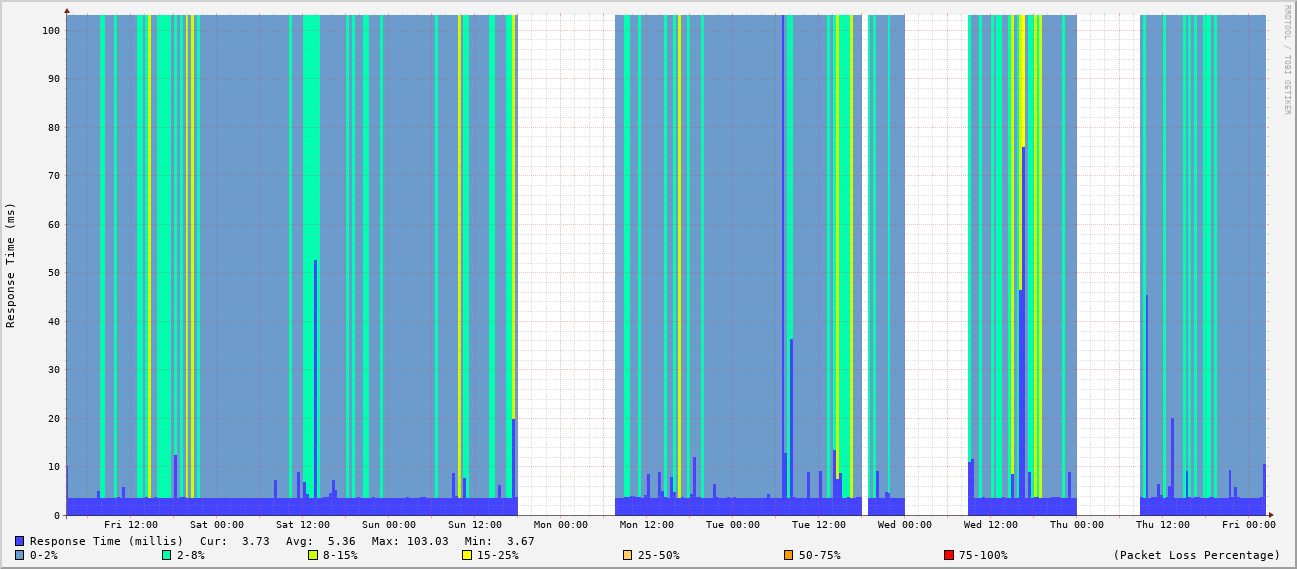 RRDTOOL / TOBI OETIKER
Response Time (ms)
100
90
80
70
60
50
40
30
20
10
0
Fri 12:00 Sat 00:00 Sat 12:00 Sun 00:00 Sun 12:00 Mon 00:00 Mon 12:00 Tue 00:00 Tue 12:00 Wed 00:00 Wed 12:00 Thu 00:00 Thu 12:00 Fri 00:00
Response Time (millis) Cur: 3.73 Avg: 5.36 Max: 103.03 Min: 3.67
0-2% 2-8% 8-15% 15-25% 25-50% 50-75% 75-100% (Packet Loss Percentage)